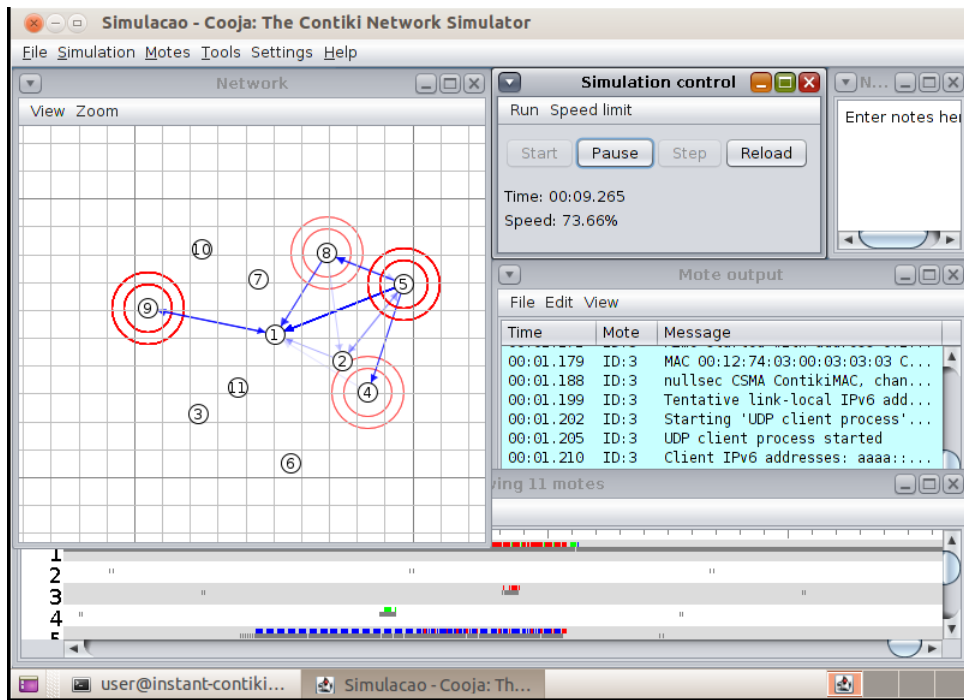 Simulacao - Cooja: The Contiki Network Simulator
File Simulation Motes Tools Settings Help
Network
View Zoom
10
8
7
5
9
1
2
4
11
3
6
Simulation control
Run Speed limit
Start Pause Step Reload
Time: 00:09.265
Speed: 73.66%
N...
Enter notes her
Mote output
File Edit View
Time Mote Message
00:01.179 ID:3 MAC 00:12:74:03:00:03:03:03 C...
00:01.188 ID:3 nullsec CSMA ContikiMAC, chan...
00:01.199 ID:3 Tentative link-local IPv6 add...
00:01.202 ID:3 Starting 'UDP client process'...
00:01.205 ID:3 UDP client process started
00:01.210 ID:3 Client IPv6 addresses: aaaa::...
ving 11 motes
1
2
3
4
5
user@instant-contiki...
Simulacao - Cooja: Th...